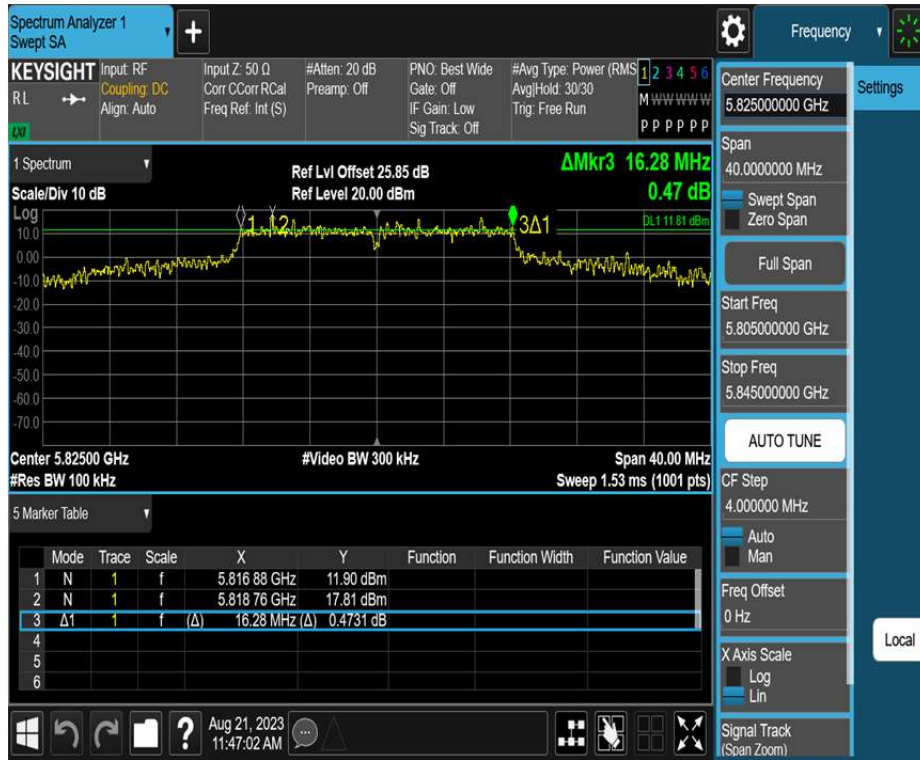 Spectrum Analyzer 1
Swept SA
+
Frequency
KEYSIGHT
RL
LXI
Input: RF
Coupling: DC
Align: Auto
Input Z: 50 Ω
Corr CCorr RCal
Freq Ref: Int (S)
#Atten: 20 dB
Preamp: Off
PNO: Best Wide
Gate: Off
IF Gain: Low
Sig Track: Off
#Avg Type: Power (RMS
Avg|Hold: 30/30
Trig: Free Run
1 2 3 4 5 6
M W W W W W
P P P P P P
1 Spectrum
Scale/Div 10 dB
Ref Lvl Offset 25.85 dB
Ref Level 20.00 dBm
ΔMkr3 16.28 MHz
0.47 dB
Log
DL1 11.81 dBm
1
2
3Δ1
10.0
0.00
-10.0
-20.0
-30.0
-40.0
-50.0
-60.0
-70.0
Center 5.82500 GHz
#Video BW 300 kHz
Span 40.00 MHz
#Res BW 100 kHz
Sweep 1.53 ms (1001 pts)
5 Marker Table
Mode Trace Scale X Y Function Function Width Function Value
1 N 1 f 5.816 88 GHz 11.90 dBm
2 N 1 f 5.818 76 GHz 17.81 dBm
3 Δ1 1 f (Δ) 16.28 MHz (Δ) 0.4731 dB
4
5
6
?
Aug 21, 2023
11:47:02 AM
Center Frequency
5.825000000 GHz
Settings
Span
40.0000000 MHz
Swept Span
Zero Span
Full Span
Start Freq
5.805000000 GHz
Stop Freq
5.845000000 GHz
AUTO TUNE
CF Step
4.000000 MHz
Auto
Man
Freq Offset
0 Hz
Local
X Axis Scale
Log
Lin
Signal Track
(Span Zoom)